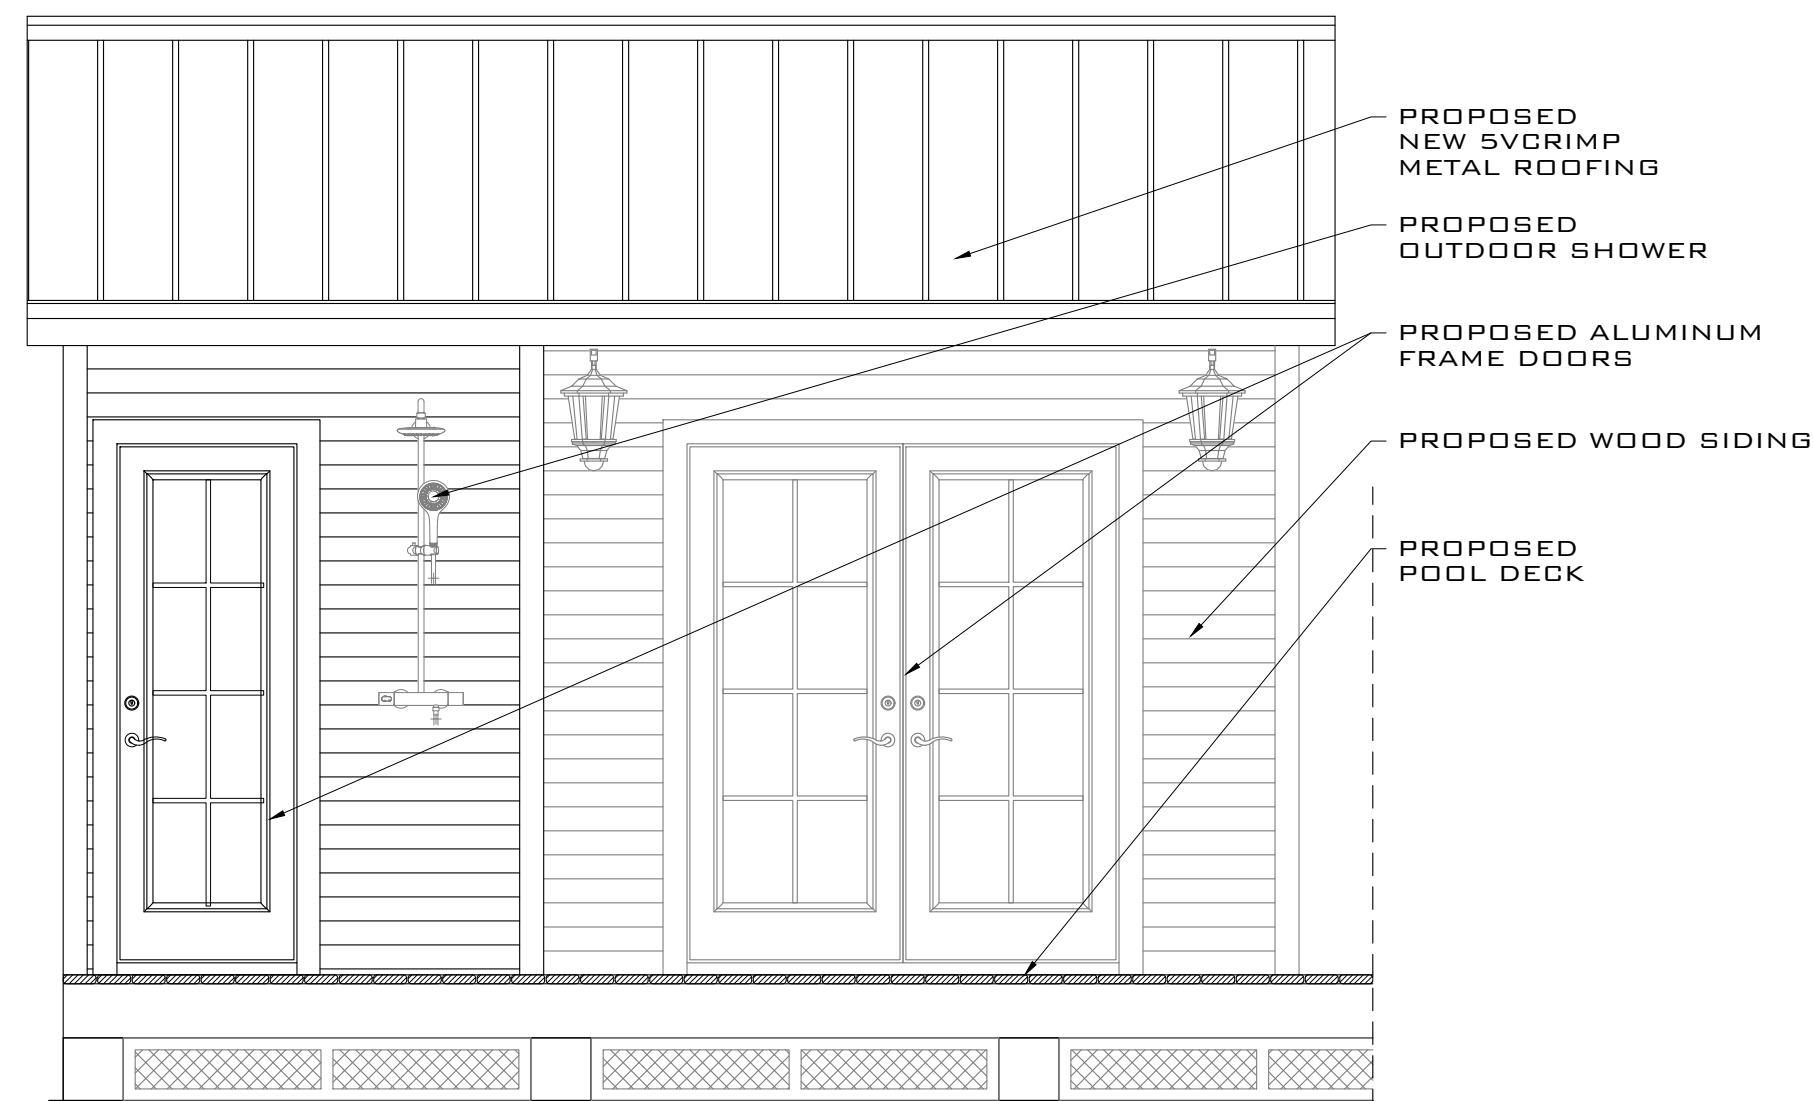 PROPOSED
NEW 5VCRIMP
METAL ROOFING
PROPOSED
OUTDOOR SHOWER
PROPOSED ALUMINUM
FRAME DOORS
PROPOSED WOOD SIDING
PROPOSED
POOL DECK